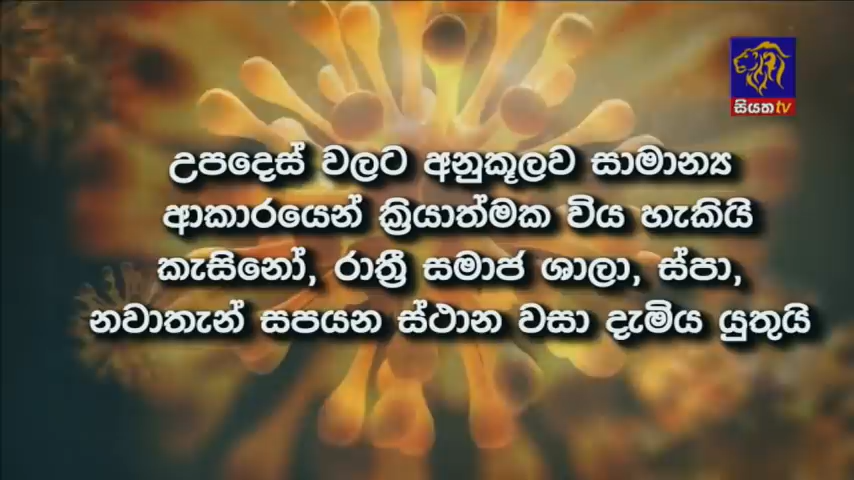 සියත tv
උපදෙස් වලට අනුකූලව සාමාන්‍ය
ආකාරයෙන් ක්‍රියාත්මක විය හැකියි
කැසිනෝ, රාත්‍රී සමාජ ශාලා, ස්පා,
නවාතැන් සපයන ස්ථාන වසා දැමිය යුතුයි